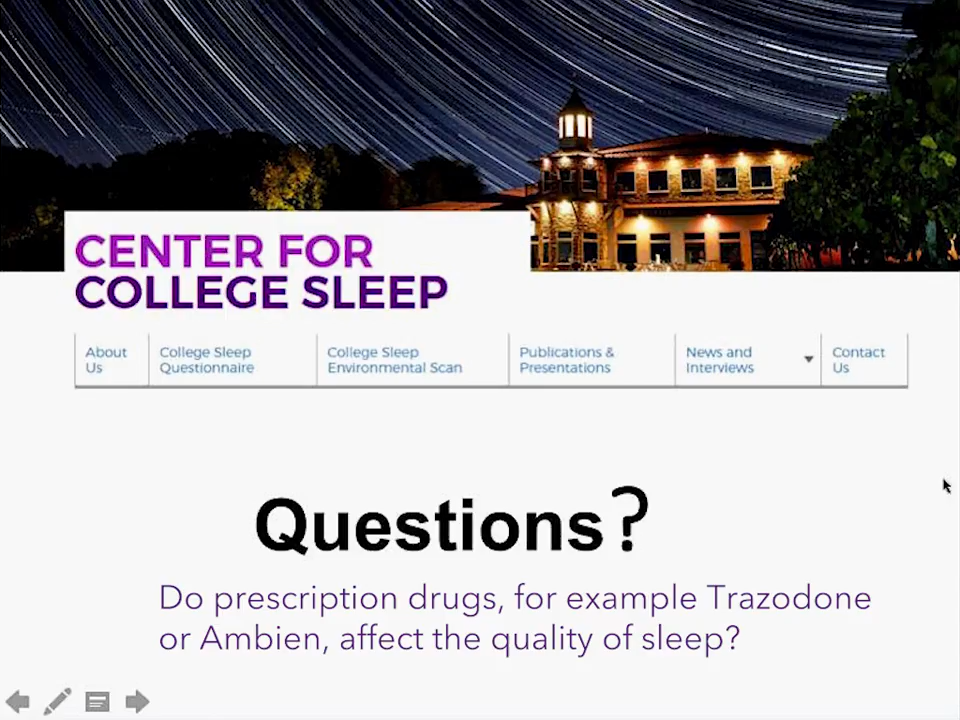 CENTER FOR
COLLEGE SLEEP
About
Us
College Sleep
Questionnaire
College Sleep
Environmental Scan
Publications &
Presentations
News and
Interviews
Contact
Us
Questions?
Do prescription drugs, for example Trazodone
or Ambien, affect the quality of sleep?